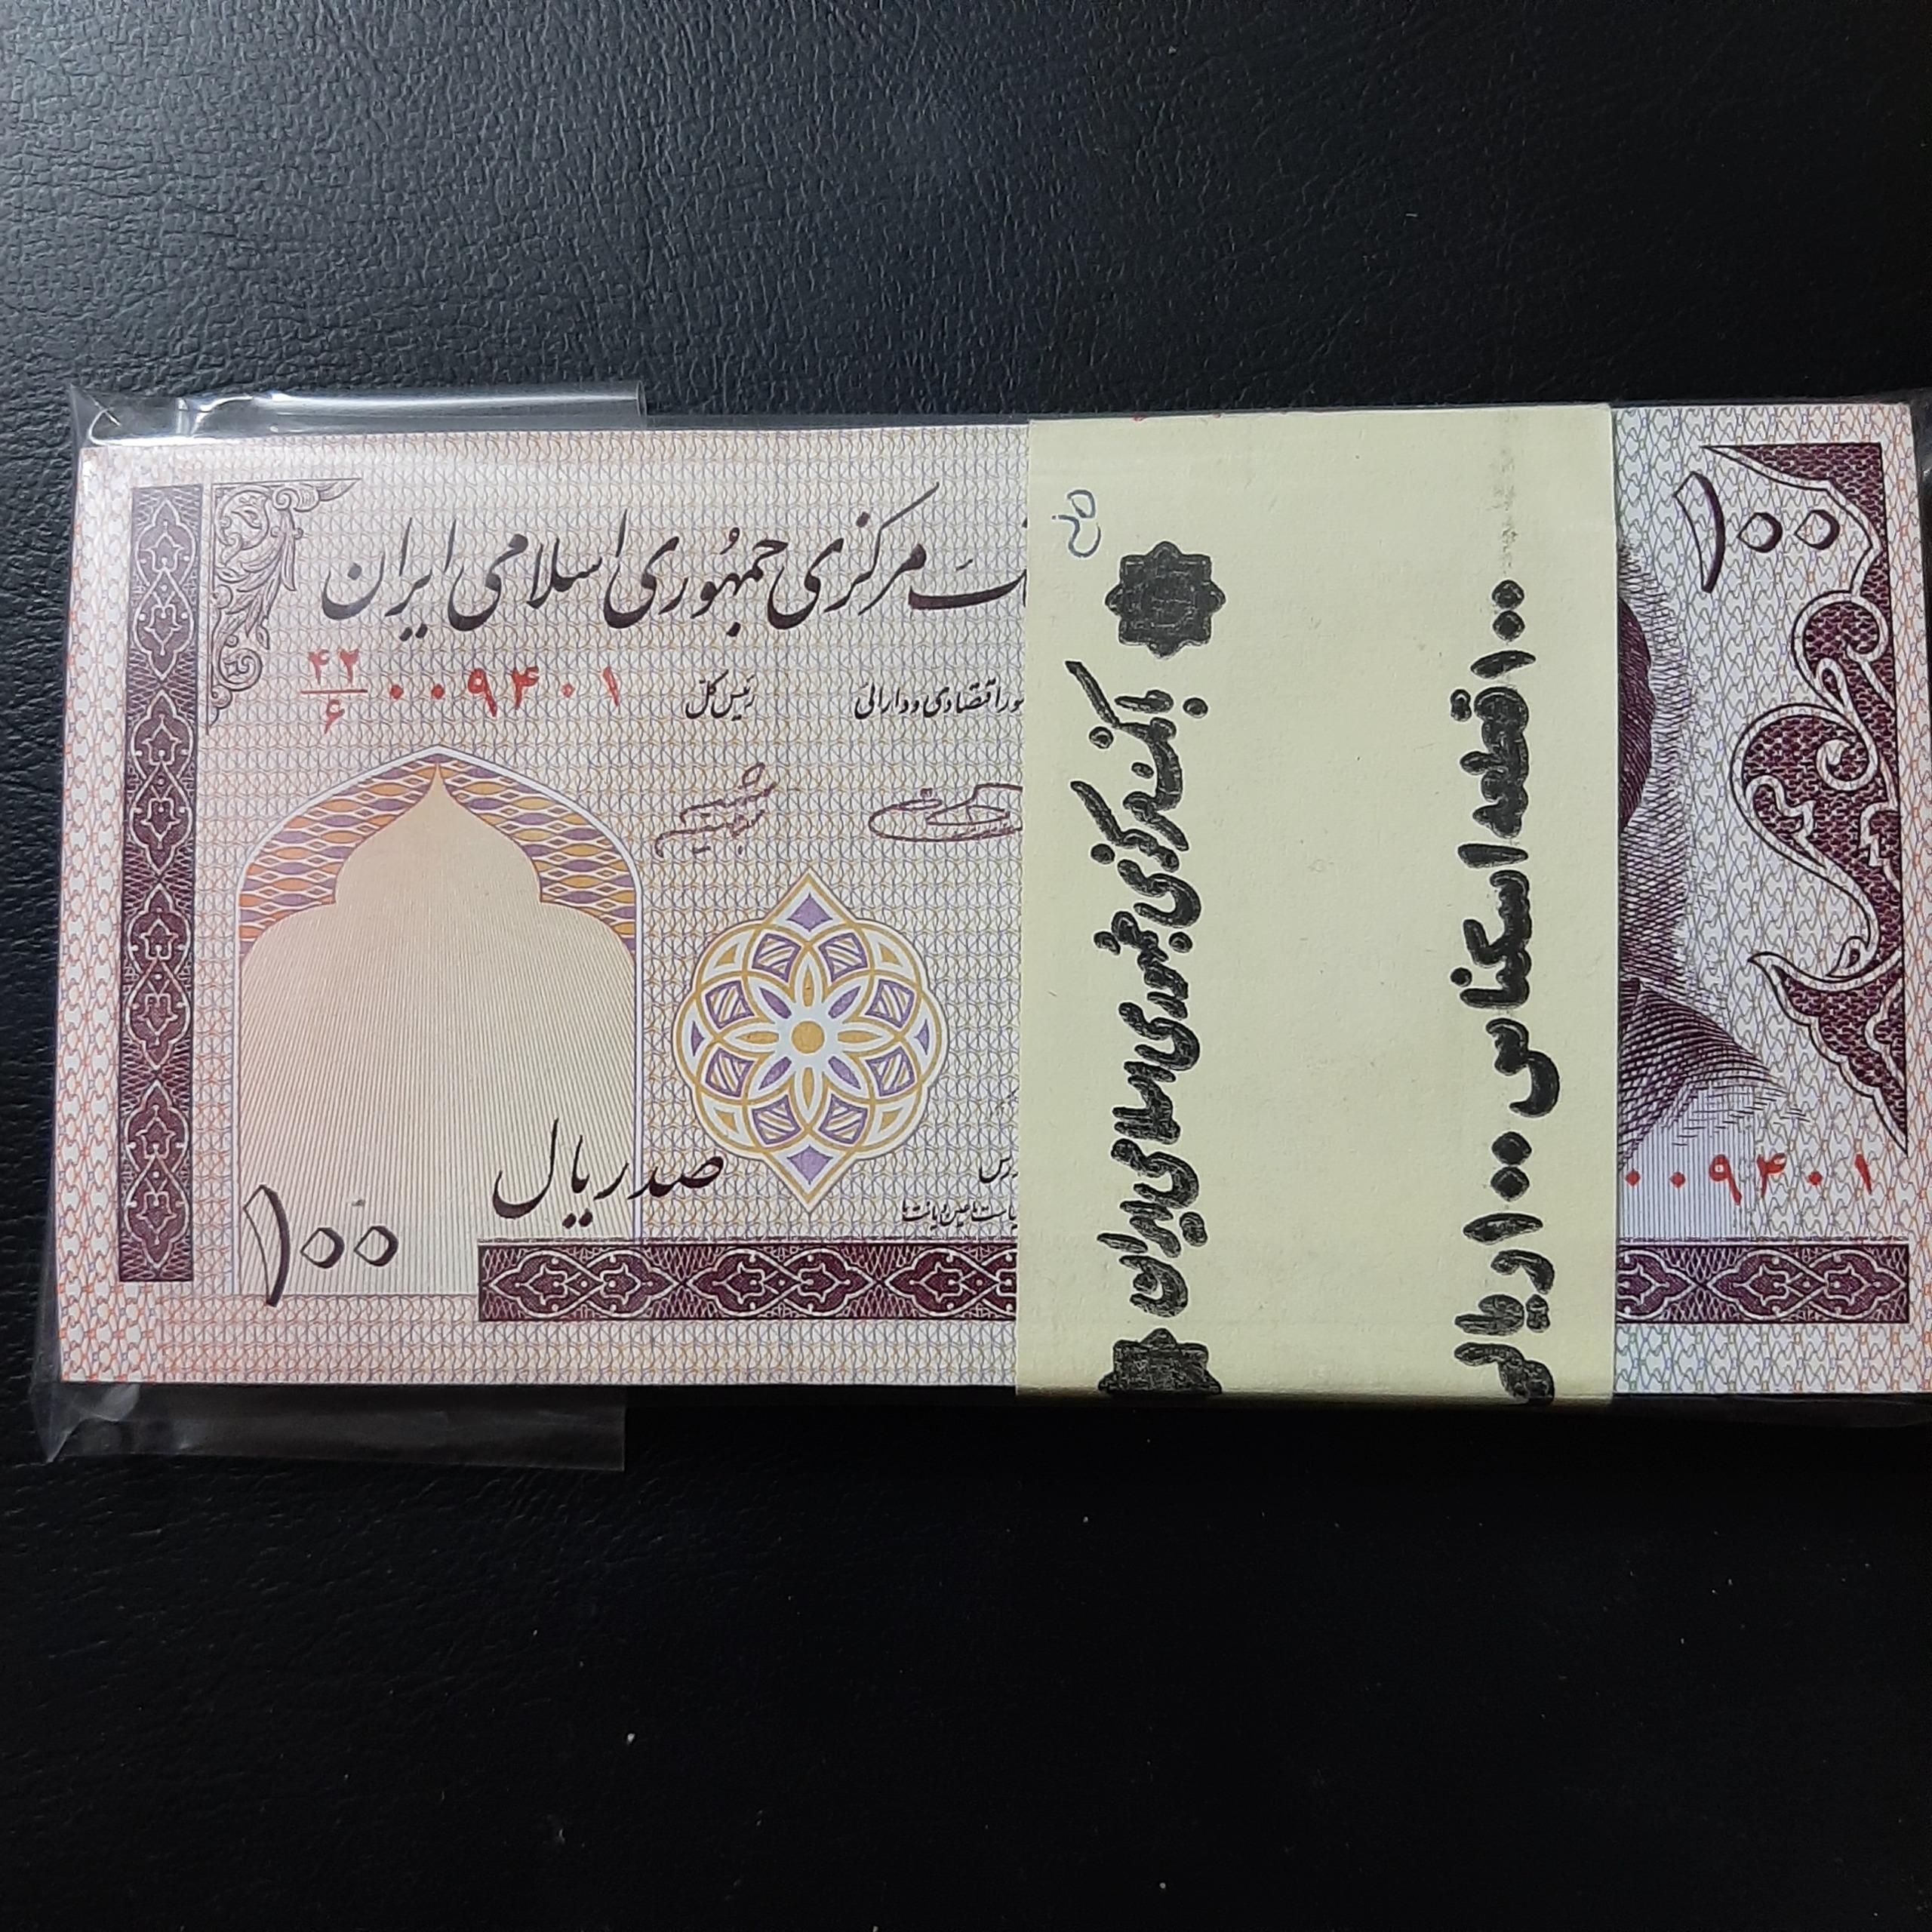 مرکزی جمهوری اسلامی ایران
۴۲
۶
۰۰۹۴۰۱
رئیس کل
اقتصادی و دارائی
صد ریال
۱۰۰
بانک مرکزی جمهوری اسلامی ایران
۱۰۰ قطعه اسکناس ۱۰۰ ریالی
۱۰۰
۰۰۹۴۰۱